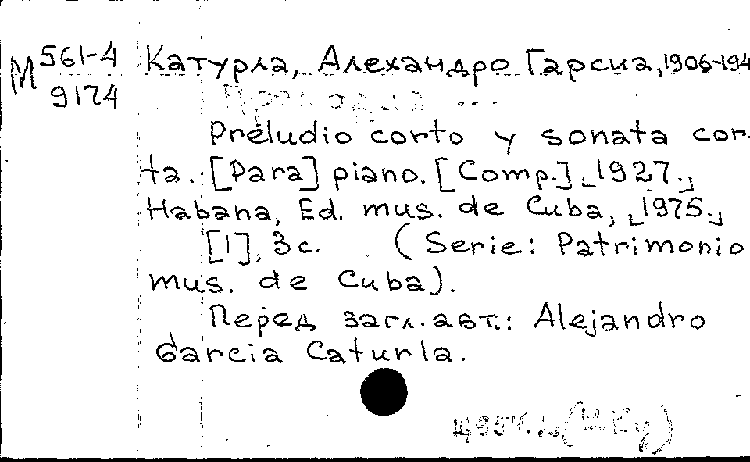 М 561-4
9174
Катурла, Алехандро Гарсиа, 1906-194
Preludio corto y sonata cor-
ta. [Para] piano. [Comp.] 1927.
Habana, Ed. mus. de Cuba, 1975.
[1], 3 с. (Serie: Patrimonio
mus. de Cuba).
Перед загл. авт.: Alejandro
Garcia Caturla.